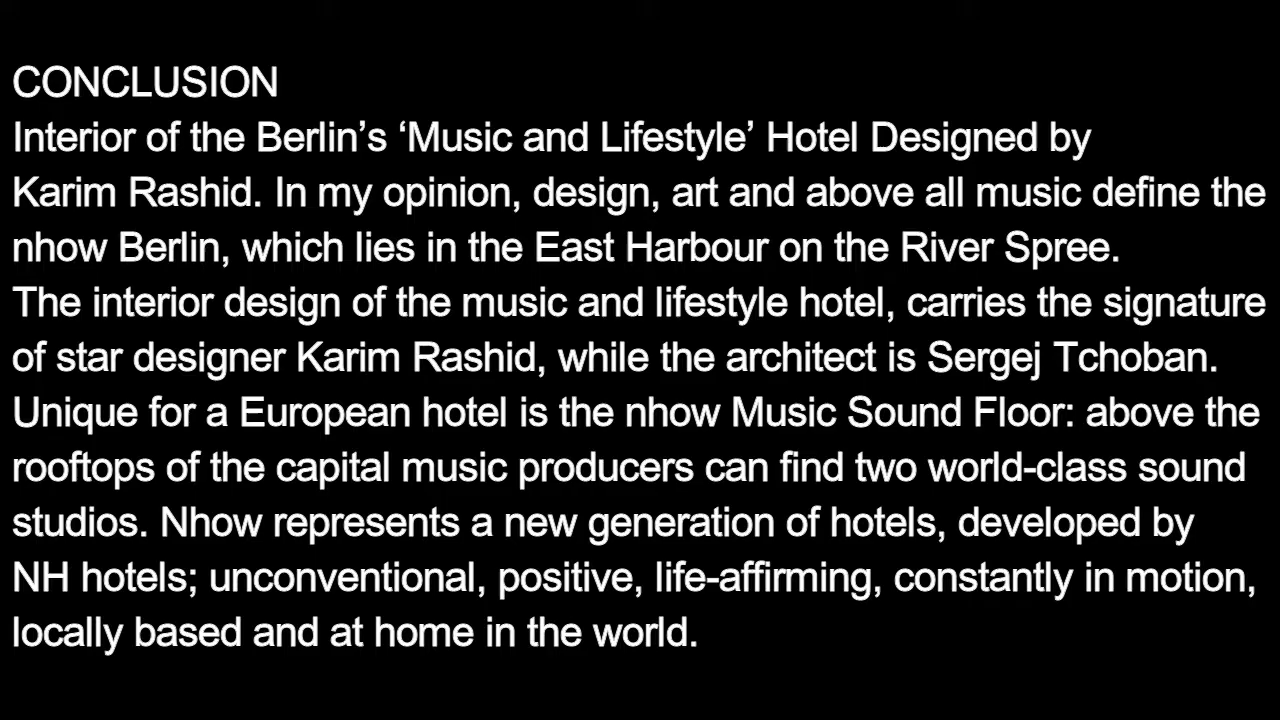 CONCLUSION
Interior of the Berlin’s ‘Music and Lifestyle’ Hotel Designed by
Karim Rashid. In my opinion, design, art and above all music define the
nhow Berlin, which lies in the East Harbour on the River Spree.
The interior design of the music and lifestyle hotel, carries the signature
of star designer Karim Rashid, while the architect is Sergej Tchoban.
Unique for a European hotel is the nhow Music Sound Floor: above the
rooftops of the capital music producers can find two world-class sound
studios. Nhow represents a new generation of hotels, developed by
NH hotels; unconventional, positive, life-affirming, constantly in motion,
locally based and at home in the world.